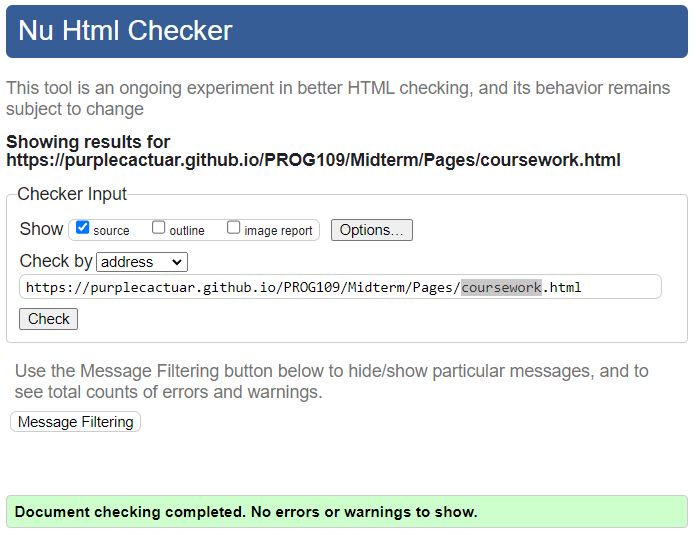 Nu Html Checker
This tool is an ongoing experiment in better HTML checking, and its behavior remains
subject to change
Showing results for
https://purplecactuar.github.io/PROG109/Midterm/Pages/coursework.html
Checker Input
Show source outline image report Options...
Check by address
https://purplecactuar.github.io/PROG109/Midterm/Pages/coursework.html
Check
Use the Message Filtering button below to hide/show particular messages, and to
see total counts of errors and warnings.
Message Filtering
Document checking completed. No errors or warnings to show.